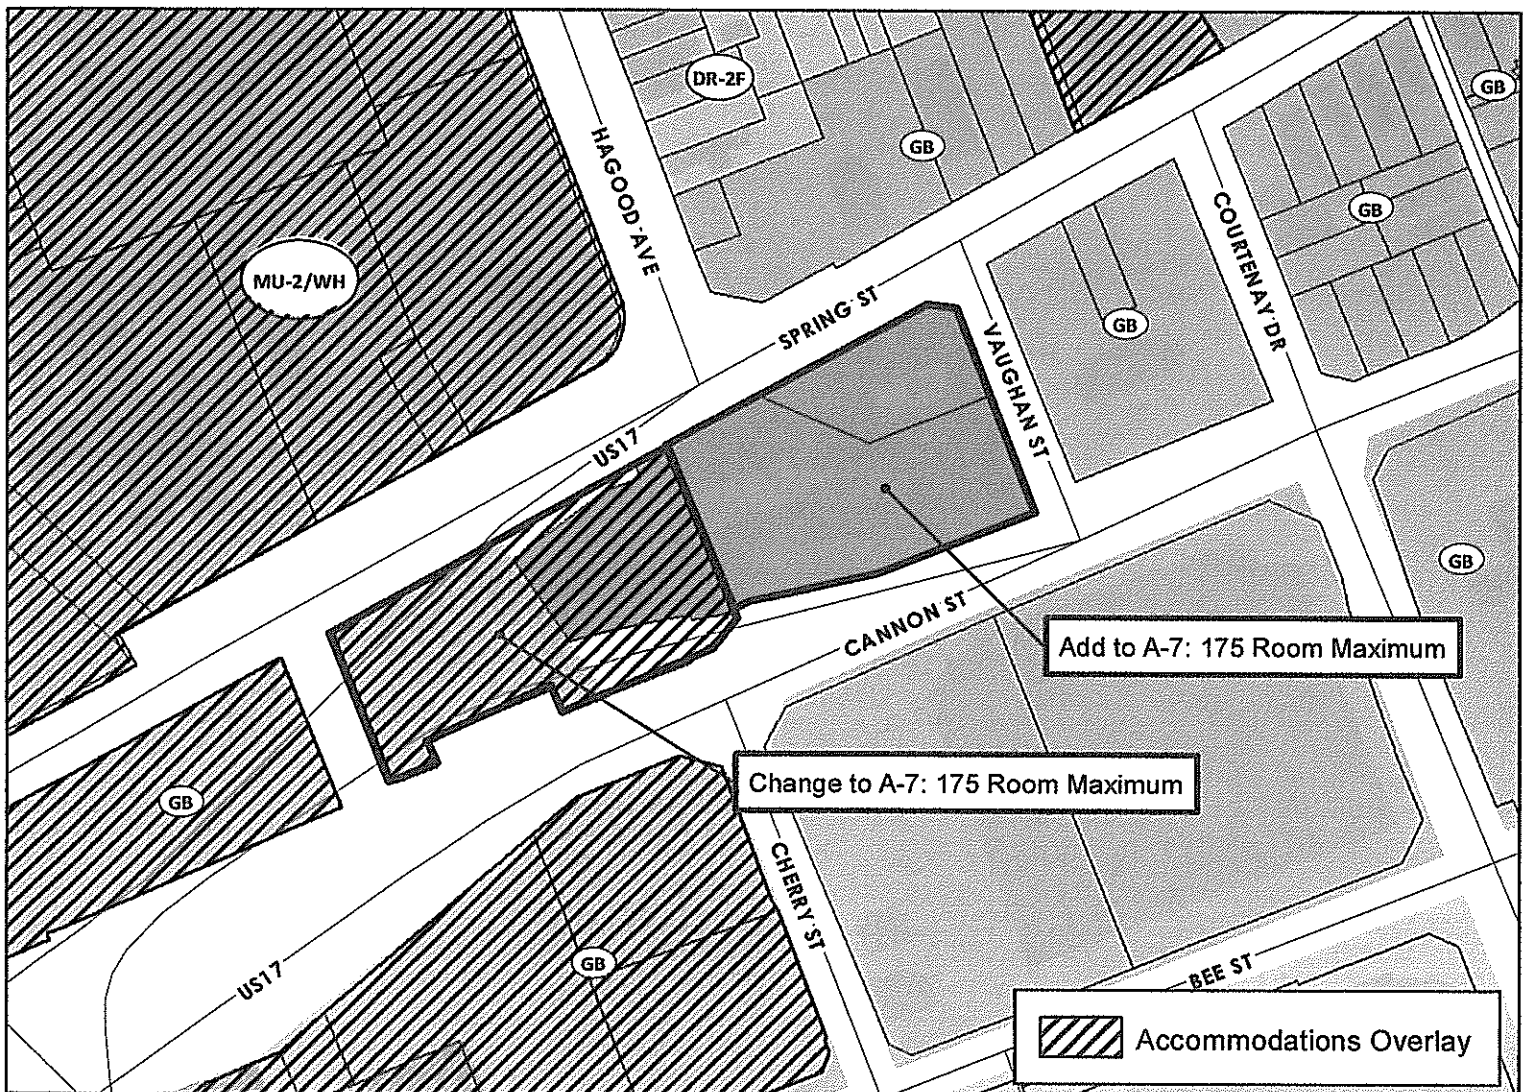 DR-2F
GB
GB
HAGOOD AVE
GB
COURTENAY DR
MU-2/WH
SPRING ST
GB
VAUGHAN ST
US17
GB
CANNON ST
Add to A-7: 175 Room Maximum
Change to A-7: 175 Room Maximum
GB
CHERRY ST
GB
US17
BEE ST
Accommodations Overlay